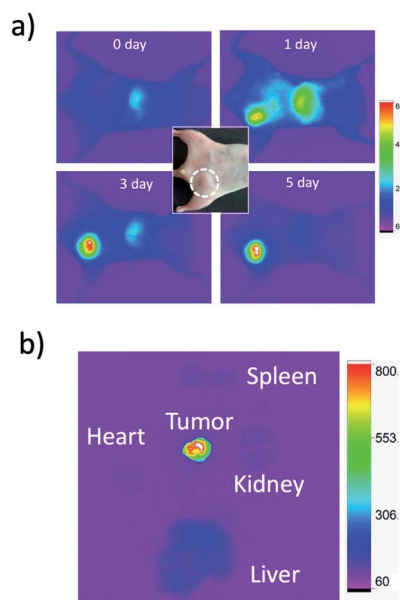 a)
0 day
1 day
3 day
5 day
6
4
2
6
b)
Spleen
Tumor
Heart
Kidney
Liver
800.
553.
306.
60